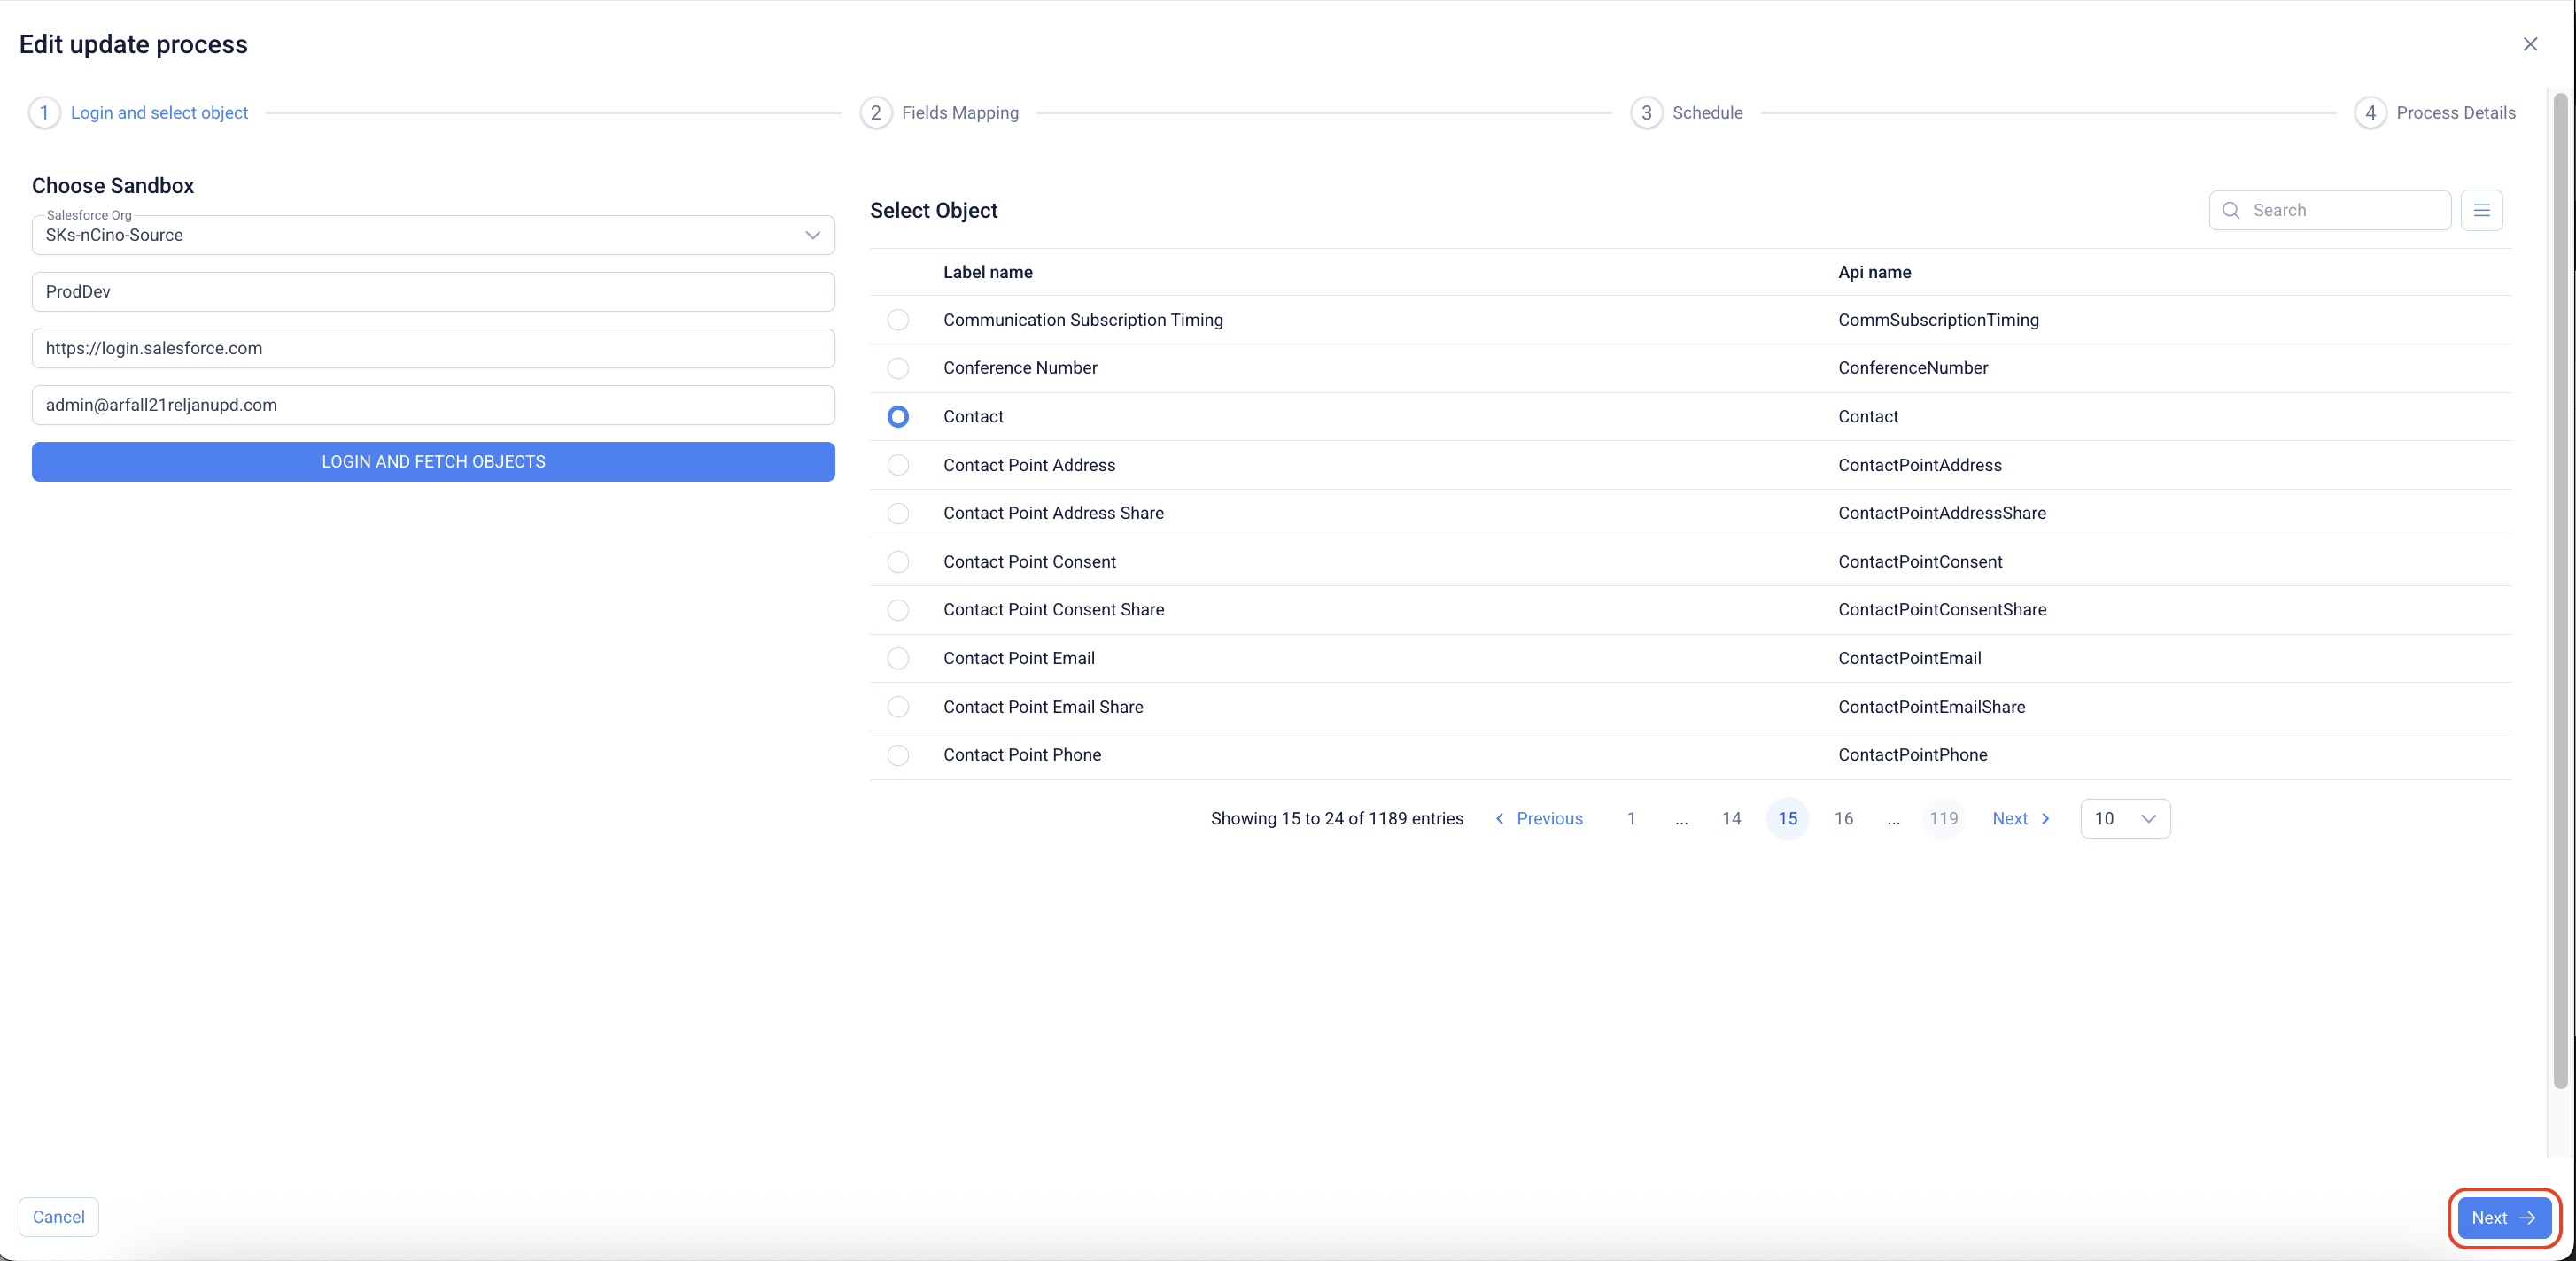 Edit update process
1 Login and select object
2 Fields Mapping
3 Schedule
4 Process Details
Choose Sandbox
Salesforce Org
SKs-nCino-Source
ProdDev
https://login.salesforce.com
admin@arfall21reljanupd.com
LOGIN AND FETCH OBJECTS
Select Object
Search
Label name Api name
Communication Subscription Timing CommSubscriptionTiming
Conference Number ConferenceNumber
Contact Contact
Contact Point Address ContactPointAddress
Contact Point Address Share ContactPointAddressShare
Contact Point Consent ContactPointConsent
Contact Point Consent Share ContactPointConsentShare
Contact Point Email ContactPointEmail
Contact Point Email Share ContactPointEmailShare
Contact Point Phone ContactPointPhone
Showing 15 to 24 of 1189 entries Previous 1 ... 14 15 16 ... 119 Next 10
Cancel
Next